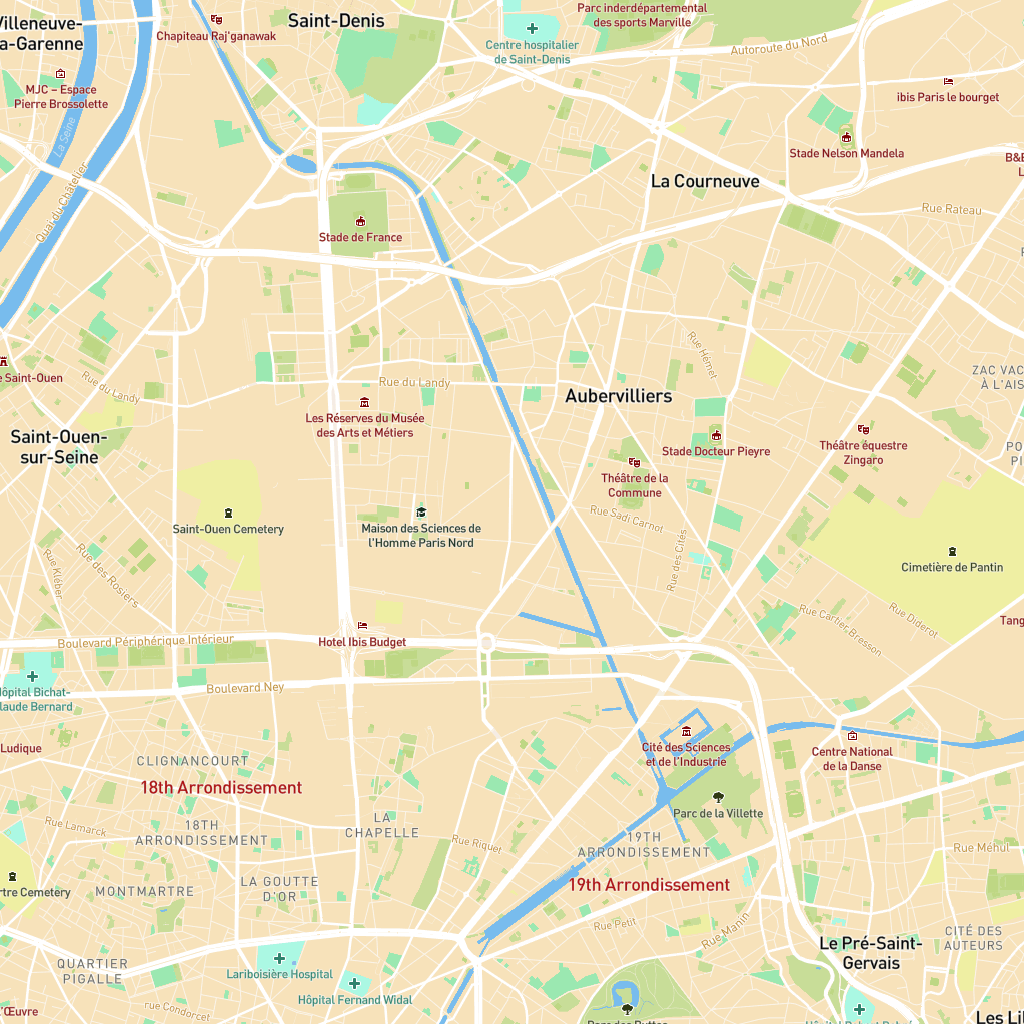 Parc inderdépartemental
des sports Marville
Saint-Denis
Villeneuve-
la-Garenne
Chapiteau Raj'ganawak
Centre hospitalier
de Saint-Denis
Autoroute du Nord
MJC – Espace
Pierre Brossolette
ibis Paris le bourget
La Seine
Stade Nelson Mandela
B&B
La Courneuve
Quai du Châtelier
Rue Rateau
Stade de France
Rue Hémet
ZAC VAC
À L'AIS
Saint-Ouen
Rue du Landy
Rue du Landy
Aubervilliers
Les Réserves du Musée
des Arts et Métiers
Saint-Ouen-
sur-Seine
Stade Docteur Pieyre
Théâtre équestre
Zingaro
Théâtre de la
Commune
Saint-Ouen Cemetery
Maison des Sciences de
l'Homme Paris Nord
Rue Sadi Carnot
Rue des Cités
Cimetière de Pantin
Rue Kléber
Rue des Rosiers
Rue Cartier Bresson
Rue Diderot
Tang
Boulevard Périphérique Intérieur
Hotel Ibis Budget
Hôpital Bichat-
Claude Bernard
Boulevard Ney
Ludique
Cité des Sciences
et de l'Industrie
Centre National
de la Danse
CLIGNANCOURT
18th Arrondissement
Parc de la Villette
Rue Lamarck
18TH
ARRONDISSEMENT
LA
CHAPELLE
Rue Riquet
19TH
ARRONDISSEMENT
Rue Méhul
MONTMARTRE
LA GOUTTE
D'OR
19th Arrondissement
tre Cemetery
Rue Petit
Rue Manin
Le Pré-Saint-
Gervais
CITÉ DES
AUTEURS
QUARTIER
PIGALLE
Lariboisière Hospital
Hôpital Fernand Widal
l'Œuvre
rue Condorcet
Parc des Buttes
Les Lil